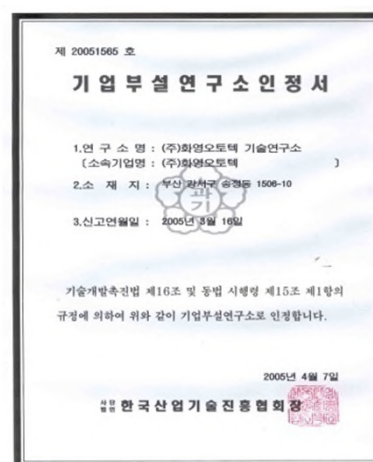 제 20051565 호
기업부설연구소인정서
1.연 구 소 명 : (주)화영오토텍 기술연구소
[소속기업명 : (주)화영오토텍 ]
2.소 재 지 : 부산 강서구 송정동 1506-10
과
기
3.신고연월일 : 2005년 3월 16일
기술개발촉진법 제16조 및 동법 시행령 제15조 제1항의
규정에 의하여 위와 같이 기업부설연구소로 인정합니다.
2005년 4월 7일
사단법인 한국산업기술진흥협회장